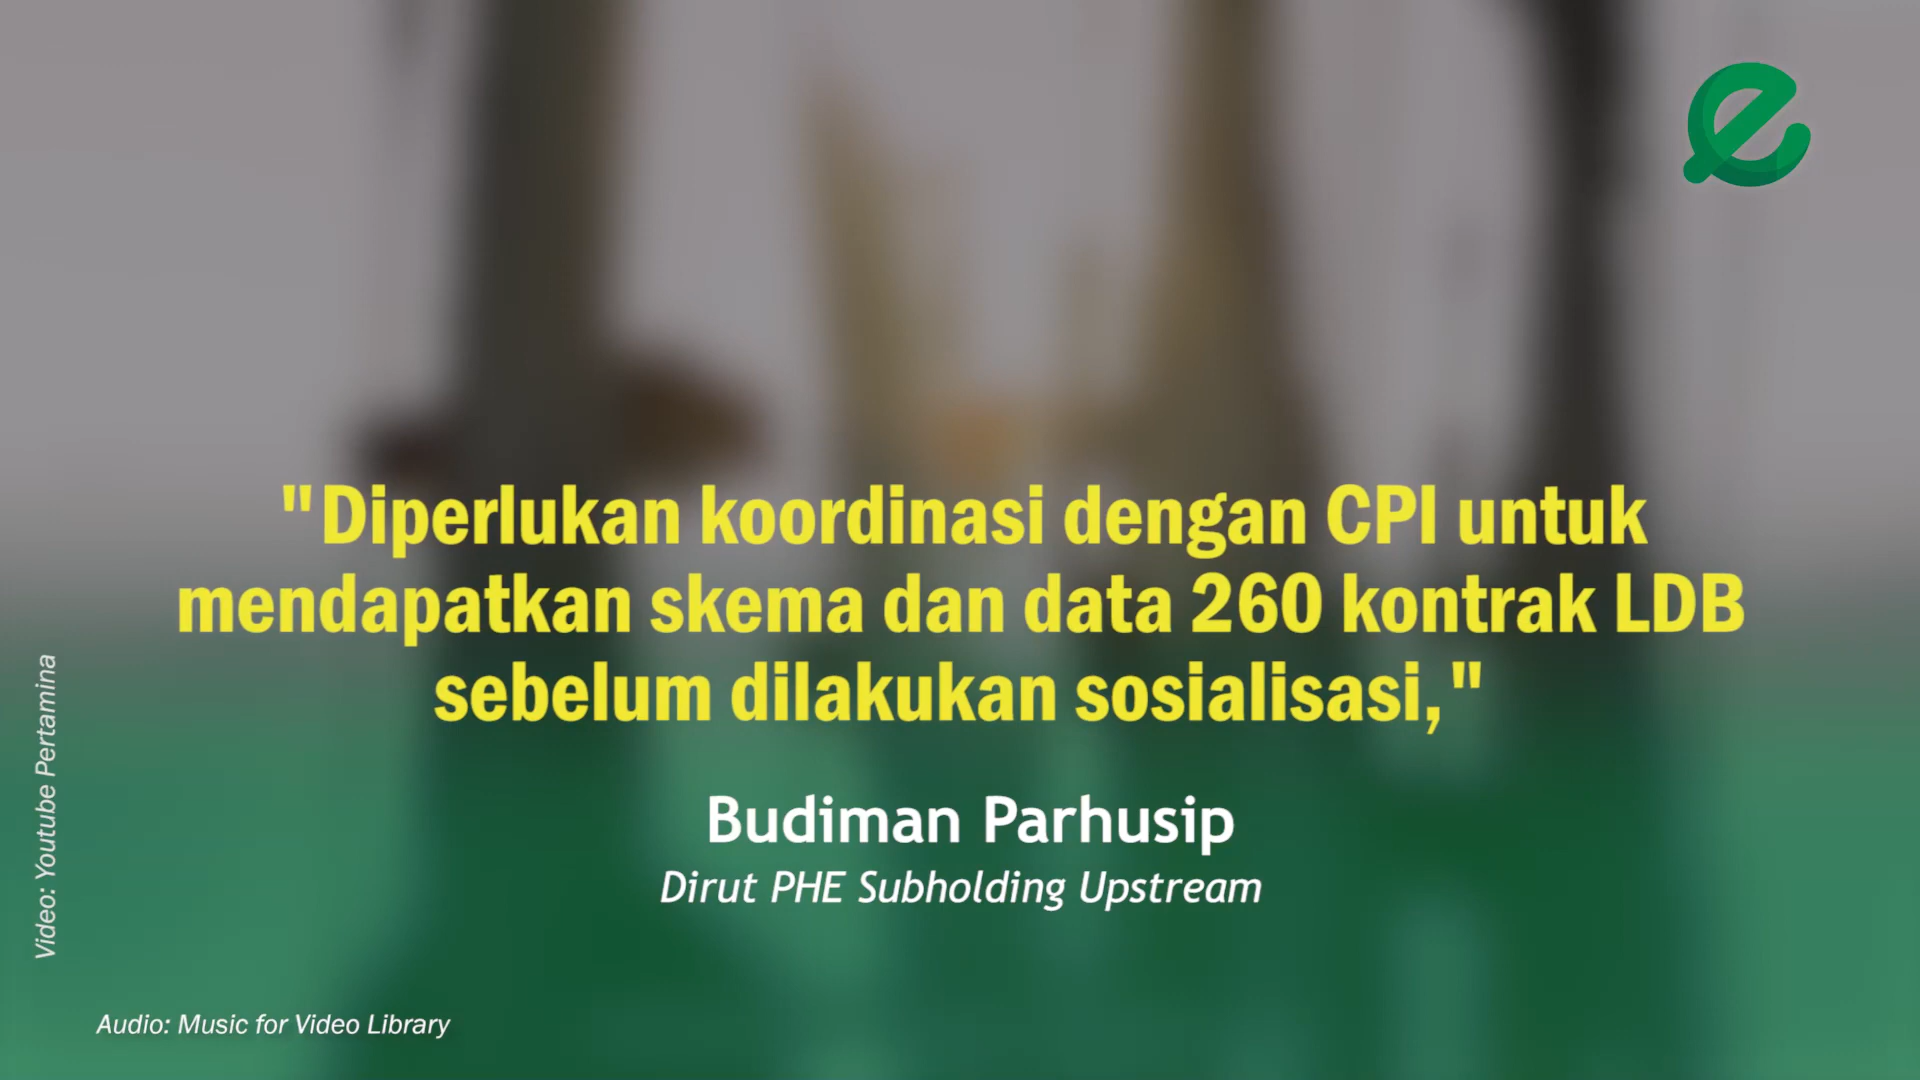 "Diperlukan koordinasi dengan CPI untuk
mendapatkan skema dan data 260 kontrak LDB
sebelum dilakukan sosialisasi,"
Budiman Parhusip
Dirut PHE Subholding Upstream
Video: Youtube Pertamina
Audio: Music for Video Library